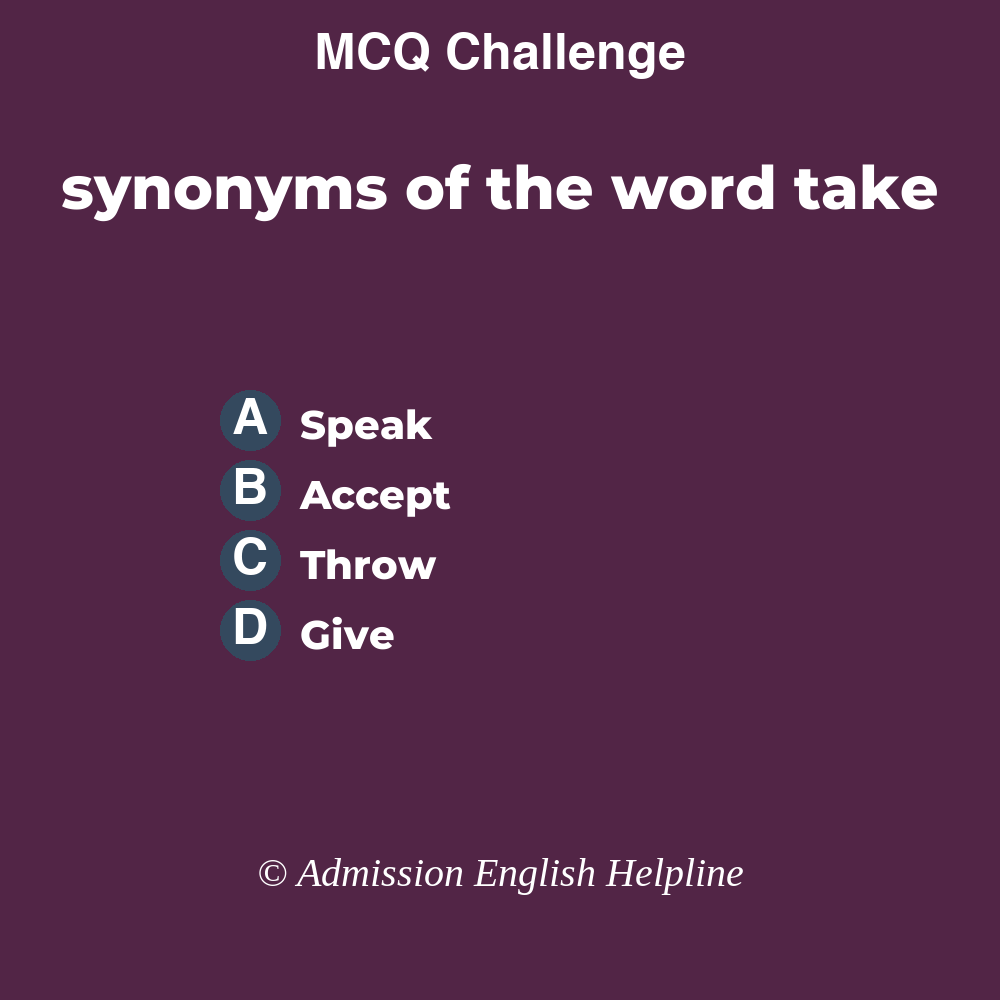 MCQ Challenge
synonyms of the word take
A Speak
B Accept
C Throw
D Give
© Admission English Helpline